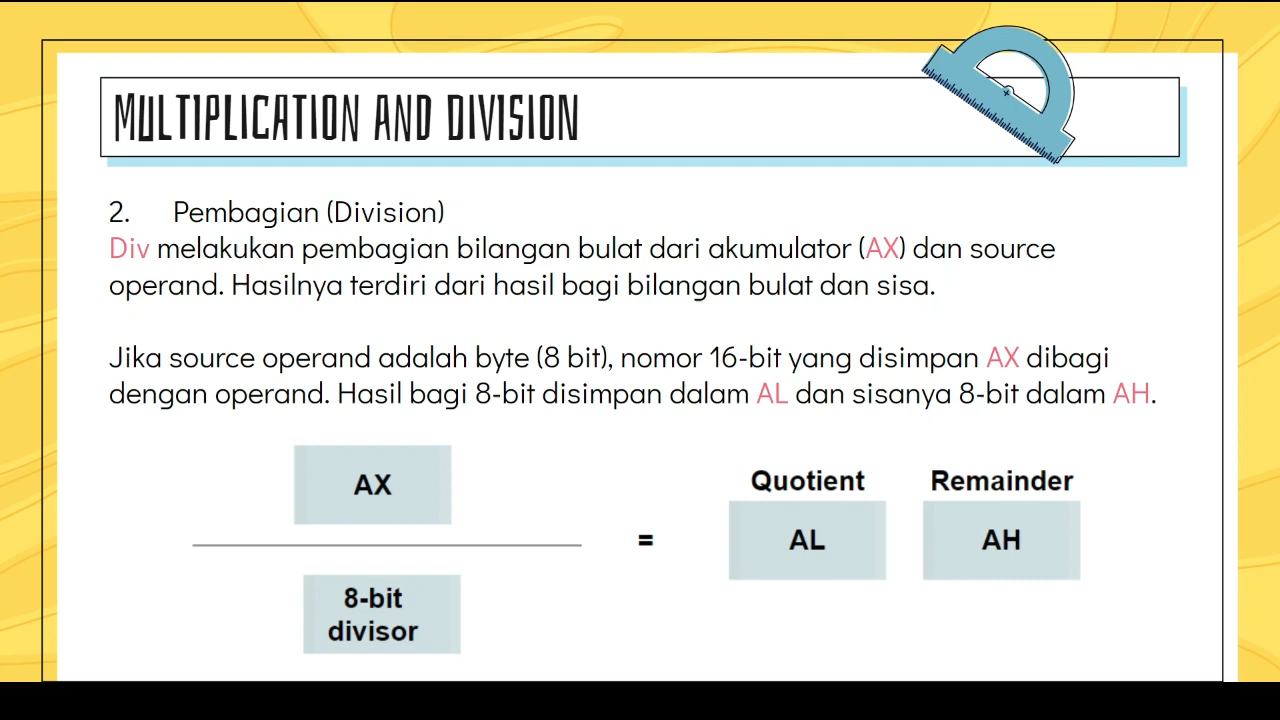 MULTIPLICATION AND DIVISION
2. Pembagian (Division)
Div melakukan pembagian bilangan bulat dari akumulator (AX) dan source
operand. Hasilnya terdiri dari hasil bagi bilangan bulat dan sisa.
Jika source operand adalah byte (8 bit), nomor 16-bit yang disimpan AX dibagi
dengan operand. Hasil bagi 8-bit disimpan dalam AL dan sisanya 8-bit dalam AH.
AX
8-bit
divisor
=
Quotient
AL
Remainder
AH